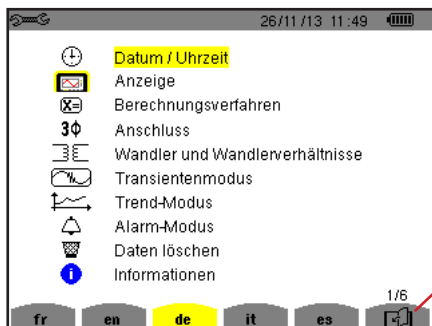 26/11/13 11:49
Datum / Uhrzeit
Anzeige
X= Berechnungsverfahren
3ϕ Anschluss
Wandler und Wandlerverhältnisse
Transientenmodus
Trend-Modus
Alarm-Modus
Daten löschen
i Informationen
1/6
fr en de it es